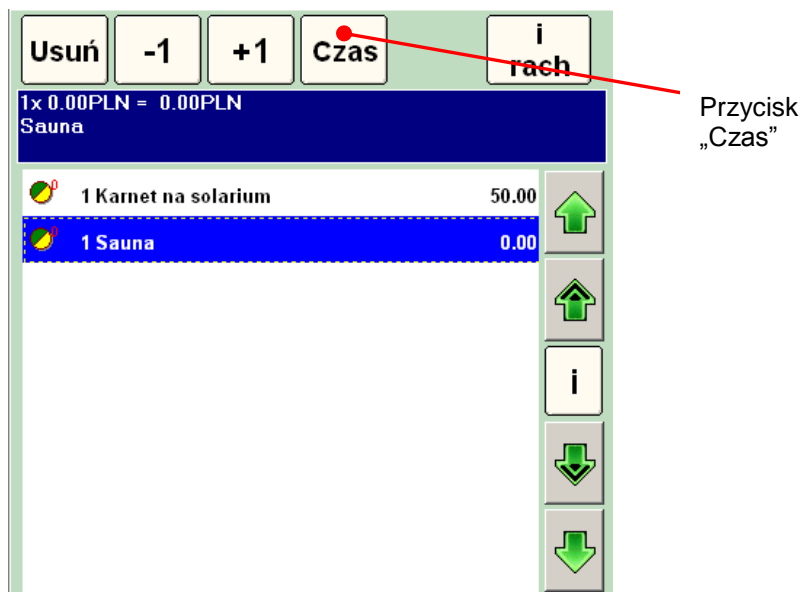 Usuń -1 +1 Czas i
rach
1x 0.00PLN = 0.00PLN
Sauna
1 Karnet na solarium 50.00
1 Sauna 0.00
i
Przycisk
„Czas”